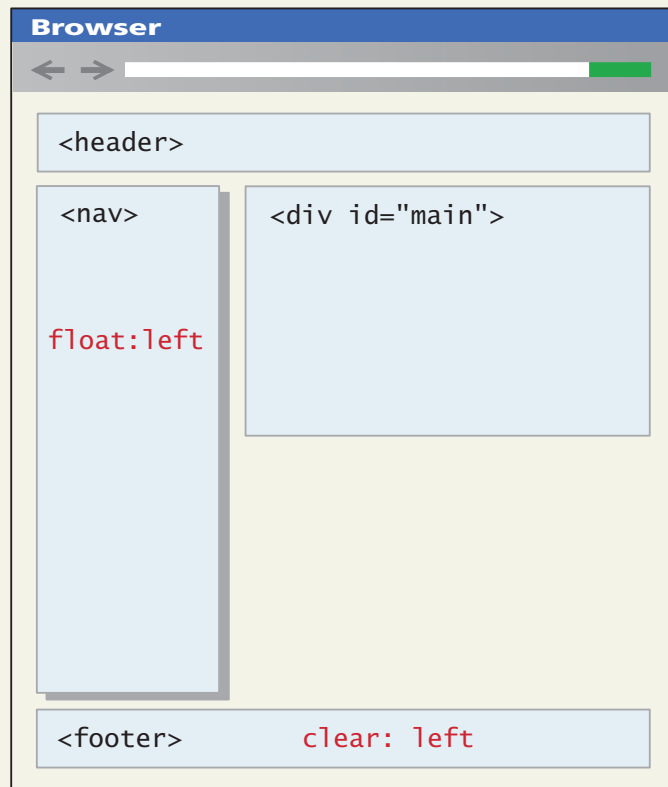 Browser
<header>
<nav>
<div id="main">
float:left
<footer>
clear: left